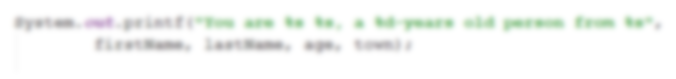 System.out.printf("You are %s %s, a %d-years old person from %s",
firstName, lastName, age, town);